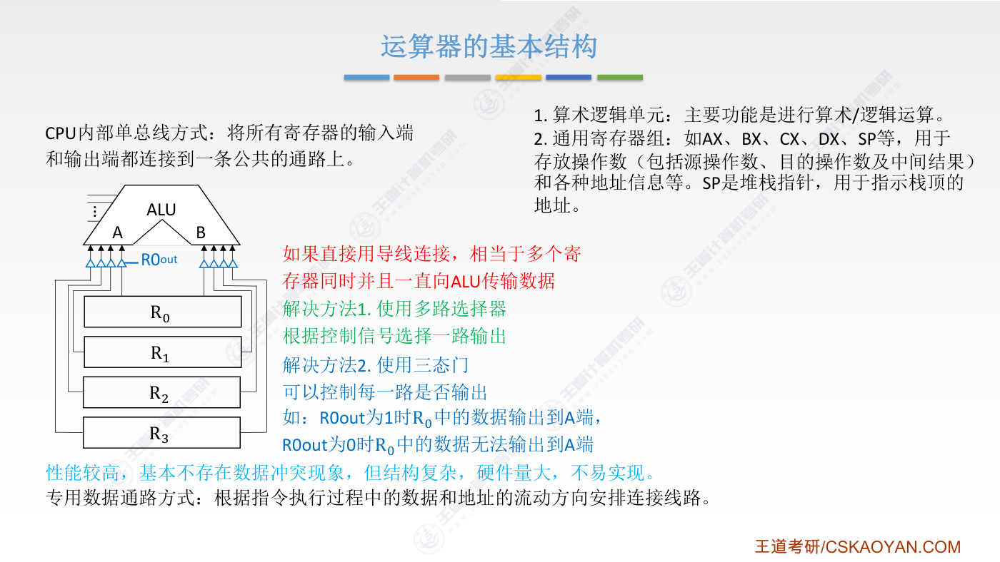 运算器的基本结构
CPU内部单总线方式：将所有寄存器的输入端
和输出端都连接到一条公共的通路上。
1. 算术逻辑单元：主要功能是进行算术/逻辑运算。
2. 通用寄存器组：如AX、BX、CX、DX、SP等，用于
存放操作数（包括源操作数、目的操作数及中间结果）
和各种地址信息等。SP是堆栈指针，用于指示栈顶的
地址。
ALU
A B
R0out
R0
R1
R2
R3
如果直接用导线连接，相当于多个寄
存器同时并且一直向ALU传输数据
解决方法1. 使用多路选择器
根据控制信号选择一路输出
解决方法2. 使用三态门
可以控制每一路是否输出
如：R0out为1时R0中的数据输出到A端，
R0out为0时R0中的数据无法输出到A端
性能较高，基本不存在数据冲突现象，但结构复杂，硬件量大，不易实现。
专用数据通路方式：根据指令执行过程中的数据和地址的流动方向安排连接线路。
王道考研/CSKAOYAN.COM